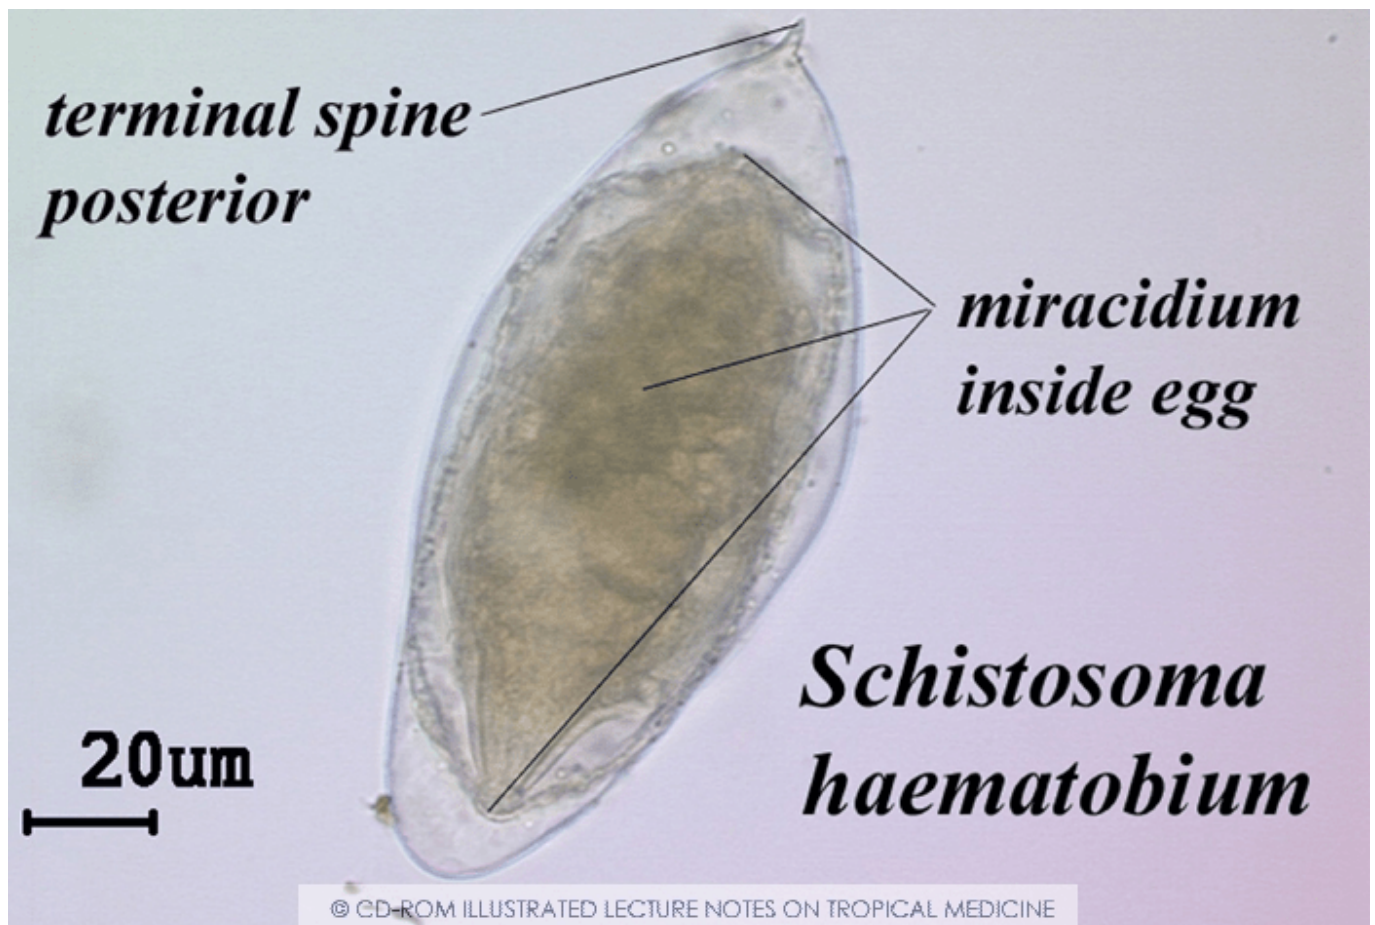 terminal spine
posterior
miracidium
inside egg
Schistosoma
haematobium
20um
© CD-ROM ILLUSTRATED LECTURE NOTES ON TROPICAL MEDICINE